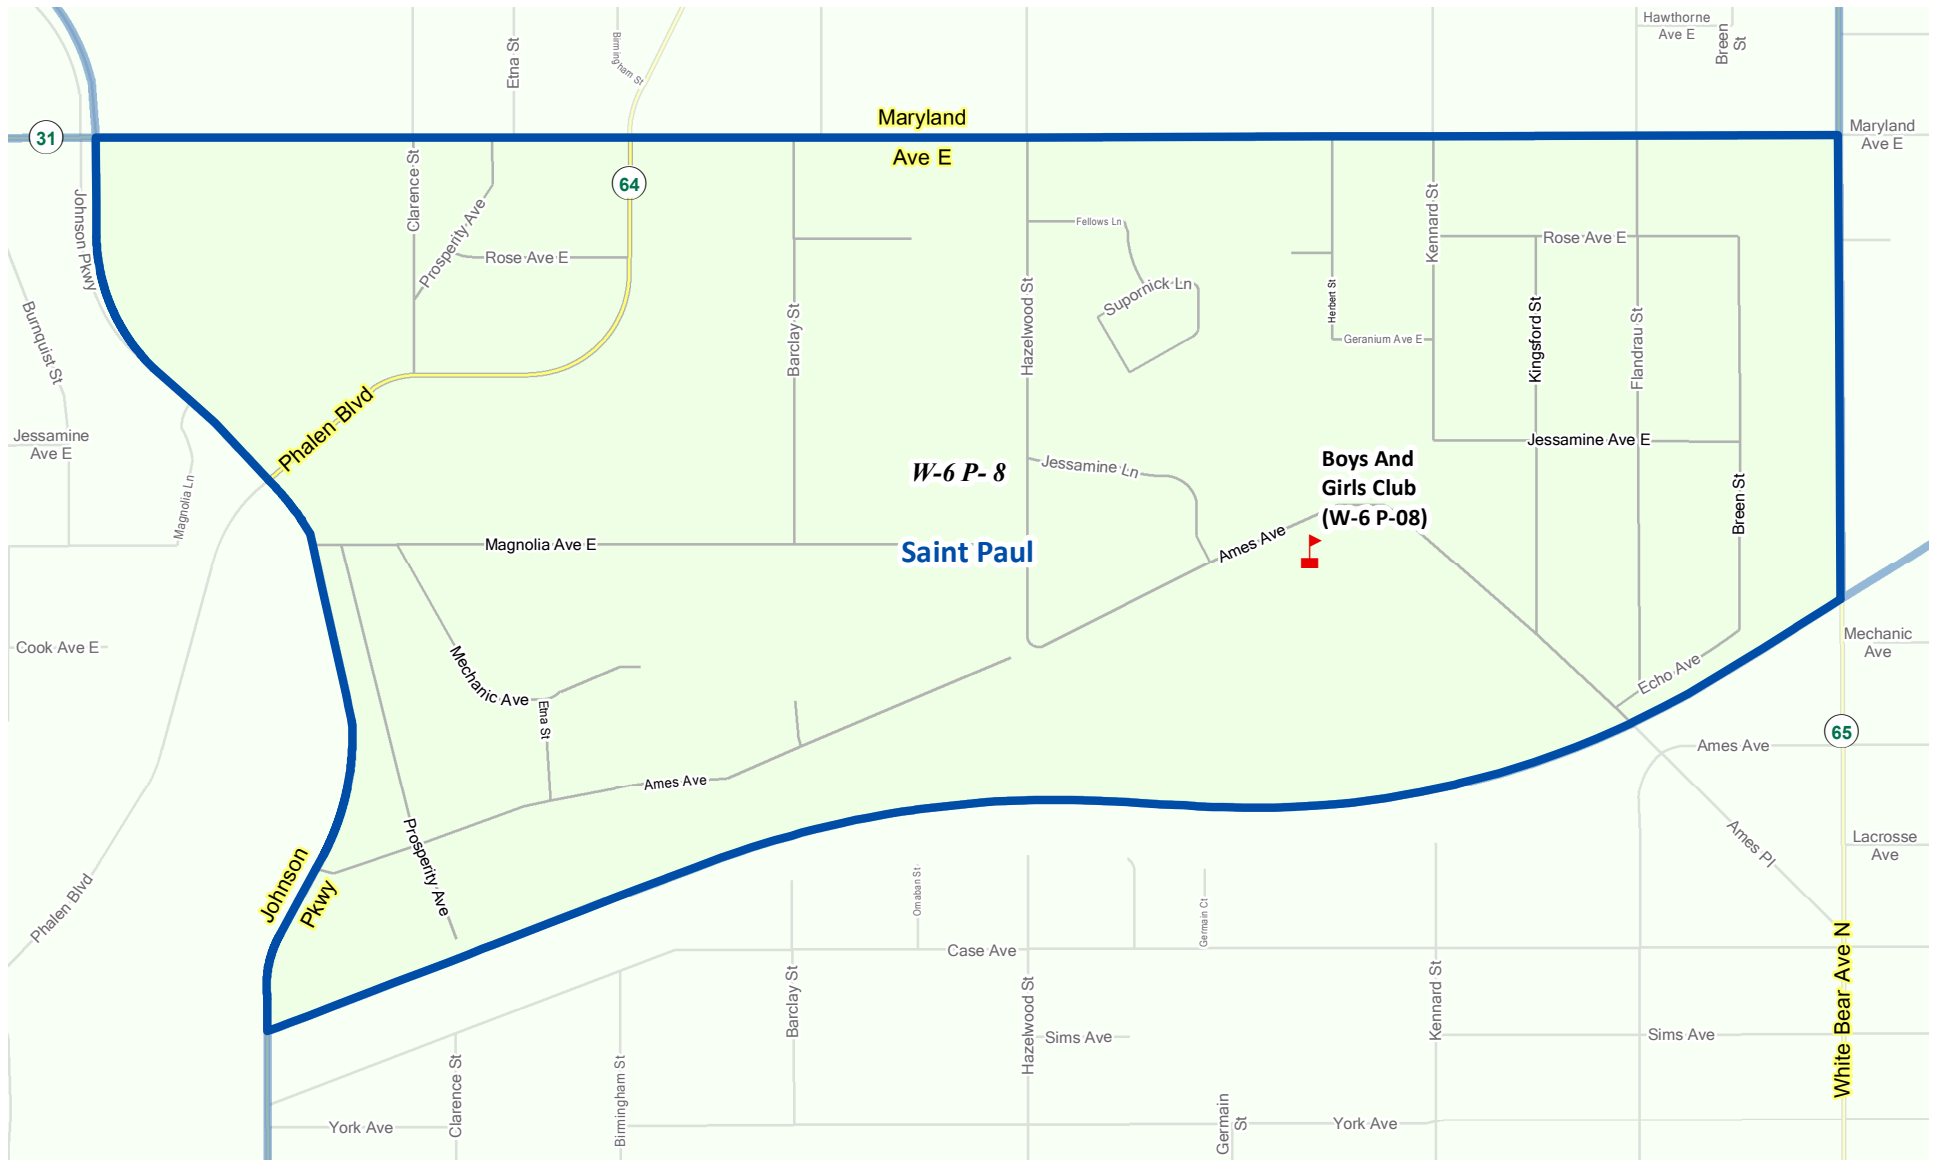 Hawthorne
Ave E
Breen
St
Etna St
Birmingham St
31
Maryland
Ave E
Maryland
Ave E
64
Johnson Pkwy
Clarence St
Prosperity Ave
Rose Ave E
Barclay St
Hazelwood St
Fellows Ln
Supornick Ln
Herbert St
Geranium Ave E
Kennard St
Rose Ave E
Kingsford St
Flandrau St
Burnquist St
Phalen Blvd
Jessamine
Ave E
Magnolia Ln
W-6 P- 8
Jessamine Ln
Boys And
Girls Club
(W-6 P-08)
Jessamine Ave E
Breen St
Magnolia Ave E
Saint Paul
Ames Ave
Cook Ave E
Mechanic Ave
Etna St
Mechanic
Ave
Echo Ave
65
Ames Ave
Ames Ave
Prosperity Ave
Ames Pl
Lacrosse
Ave
Johnson
Pkwy
Phalen Blvd
Omaban St
Germain Ct
Case Ave
Barclay St
Hazelwood St
Kennard St
White Bear Ave N
Sims Ave
Sims Ave
Clarence St
Birmingham St
Germain
St
York Ave
York Ave